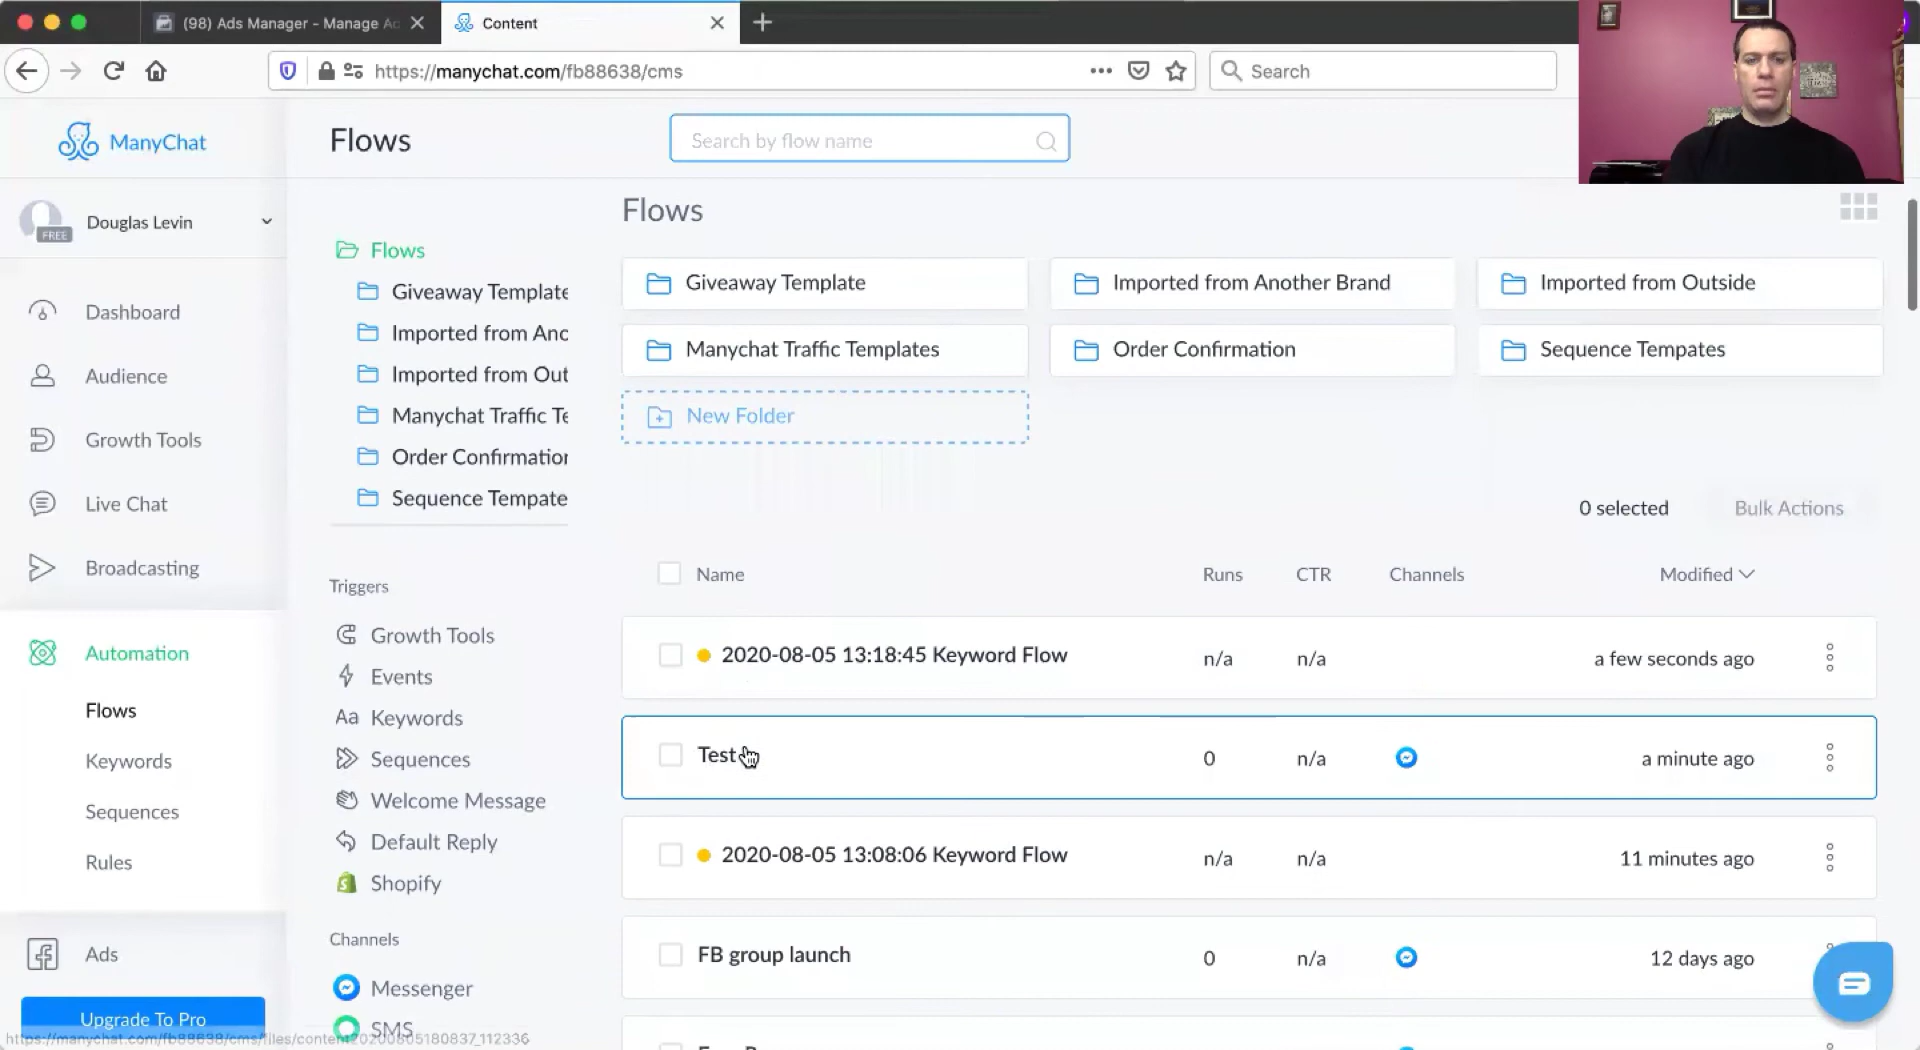 (98) Ads Manager - Manage Ad
Content
https://manychat.com/fb88638/cms
Search
ManyChat
Flows
Search by flow name
FREE
Douglas Levin
Dashboard
Audience
Growth Tools
Live Chat
Broadcasting
Automation
Flows
Keywords
Sequences
Rules
Ads
Upgrade To Pro
https://manychat.com/fb88638/cms/files/content20200805180837_112336
Flows
Giveaway Template
Imported from Anc
Imported from Out
Manychat Traffic Te
Order Confirmation
Sequence Tempate
Triggers
Growth Tools
Events
Aa Keywords
Sequences
Welcome Message
Default Reply
Shopify
Channels
Messenger
SMS
Flows
Giveaway Template
Imported from Another Brand
Imported from Outside
Manychat Traffic Templates
Order Confirmation
Sequence Tempates
New Folder
0 selected
Bulk Actions
Name Runs CTR Channels Modified
2020-08-05 13:18:45 Keyword Flow n/a n/a a few seconds ago
Test 0 n/a a minute ago
2020-08-05 13:08:06 Keyword Flow n/a n/a 11 minutes ago
FB group launch 0 n/a 12 days ago